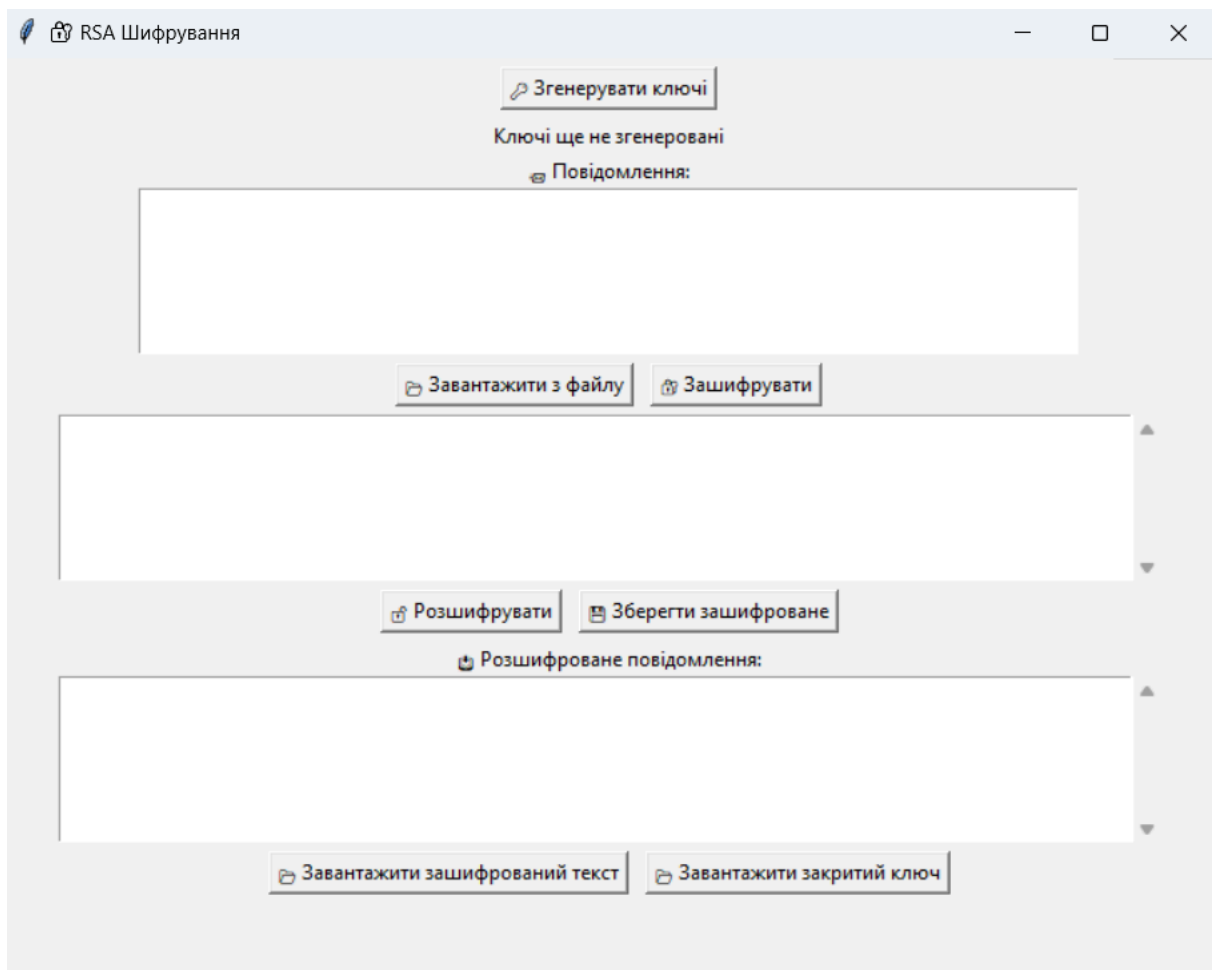 RSA Шифрування
Згенерувати ключі
Ключі ще не згенеровані
Повідомлення:
Завантажити з файлу Зашифрувати
Розшифрувати Зберегти зашифроване
Розшифроване повідомлення:
Завантажити зашифрований текст Завантажити закритий ключ